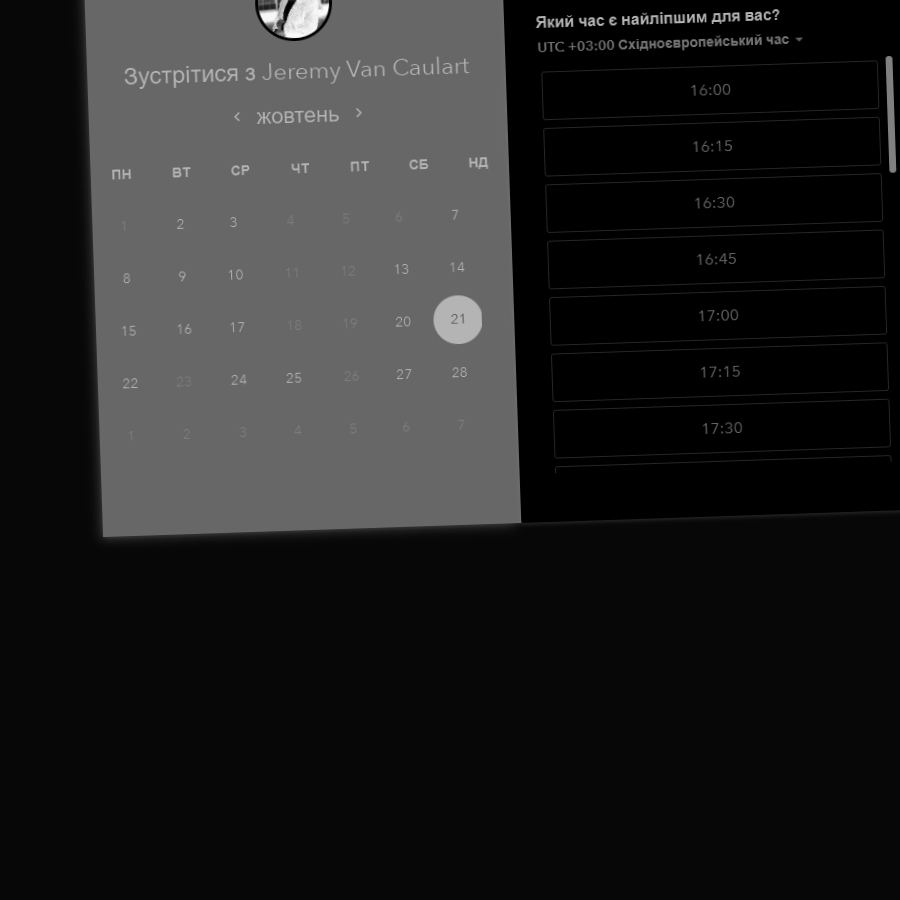 Зустрітися з Jeremy Van Caulart
жовтень
ПН ВТ СР ЧТ ПТ СБ НД
1 2 3 4 5 6 7
8 9 10 11 12 13 14
15 16 17 18 19 20 21
22 23 24 25 26 27 28
1 2 3 4 5 6 7
Який час є найліпшим для вас?
UTC +03:00 Східноєвропейський час
16:00
16:15
16:30
16:45
17:00
17:15
17:30